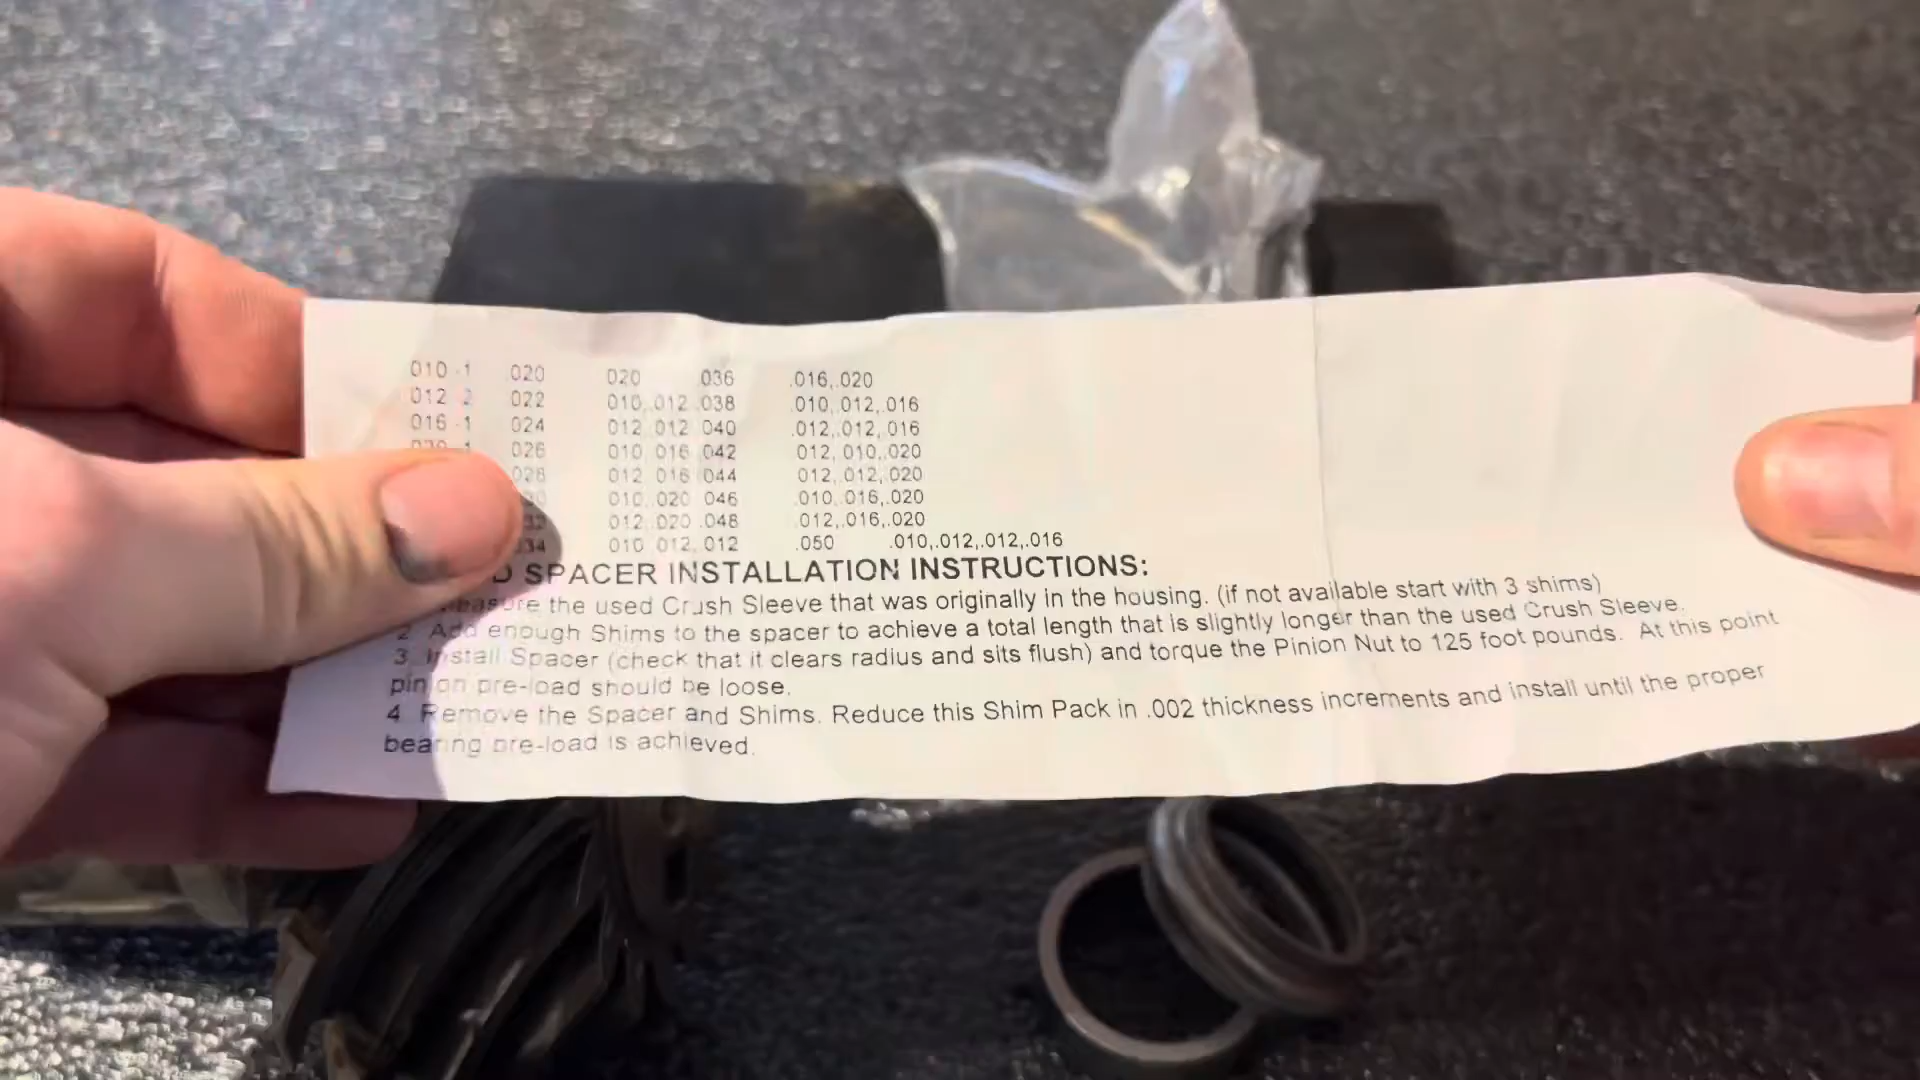 010 -1 .020 020 .036 .016,.020
012 2 022 010,.012 .038 .010,.012,.016
016 -1 024 012 .012 040 .012,.012,.016
026 010 016 042 012, 010,.020
028 012 016 044 012,.012,.020
010,.020 046 .010,.016,.020
012,.020 .048 .012,.016,.020
010 012,.012 .050 .010,.012,.012,.016
SPACER INSTALLATION INSTRUCTIONS:
the used Crush Sleeve that was originally in the housing. (if not available start with 3 shims)
2. Add enough Shims to the spacer to achieve a total length that is slightly longer than the used Crush Sleeve.
3. Install Spacer (check that it clears radius and sits flush) and torque the Pinion Nut to 125 foot pounds. At this point
pinion pre-load should be loose.
4 Remove the Spacer and Shims. Reduce this Shim Pack in .002 thickness increments and install until the proper
bearing pre-load is achieved.